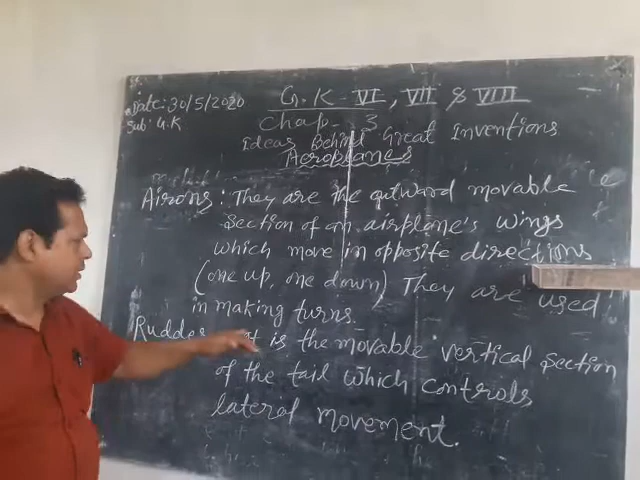 Date: 30/5/2020
Sub: G.K
G.K - VI, VII & VIII
Chap - 3
Ideas Behind Great Inventions
Aeroplanes
Airons: They are the outward movable
section of an airplane's wings
which move in opposite directions
(one up, one down) They are used
in making turns.
Rudder It is the movable vertical section
of the tail which controls
lateral movement.